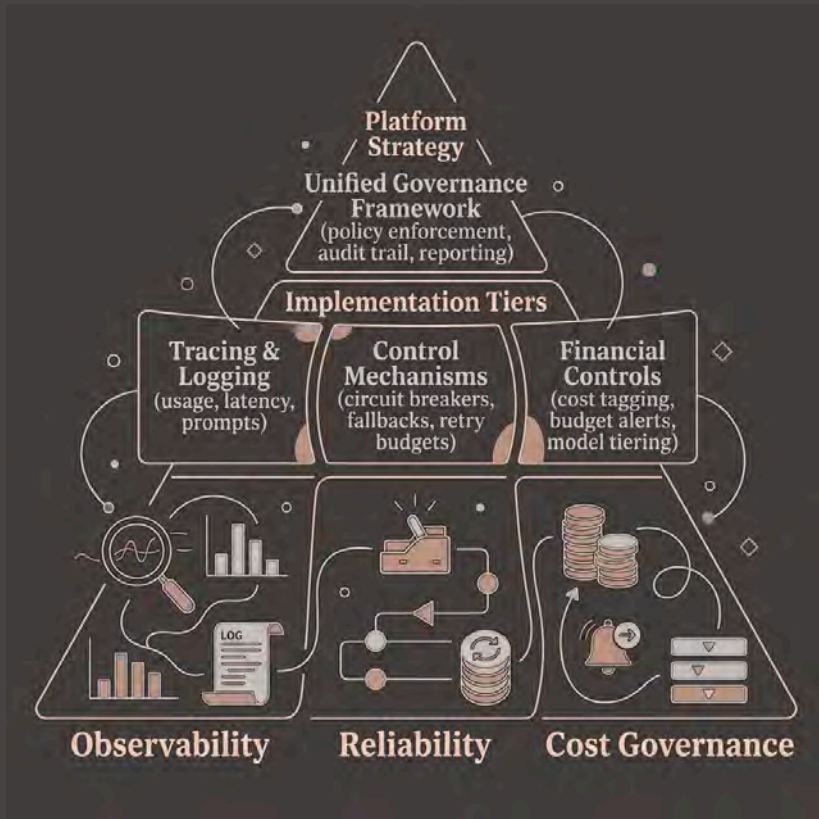 Platform
Strategy
Unified Governance
Framework
(policy enforcement,
audit trail, reporting)
Implementation Tiers
Tracing &
Logging
(usage, latency,
prompts)
Control
Mechanisms
(circuit breakers,
fallbacks, retry
budgets)
Financial
Controls
(cost tagging,
budget alerts,
model tiering)
LOG
Observability
Reliability
Cost Governance